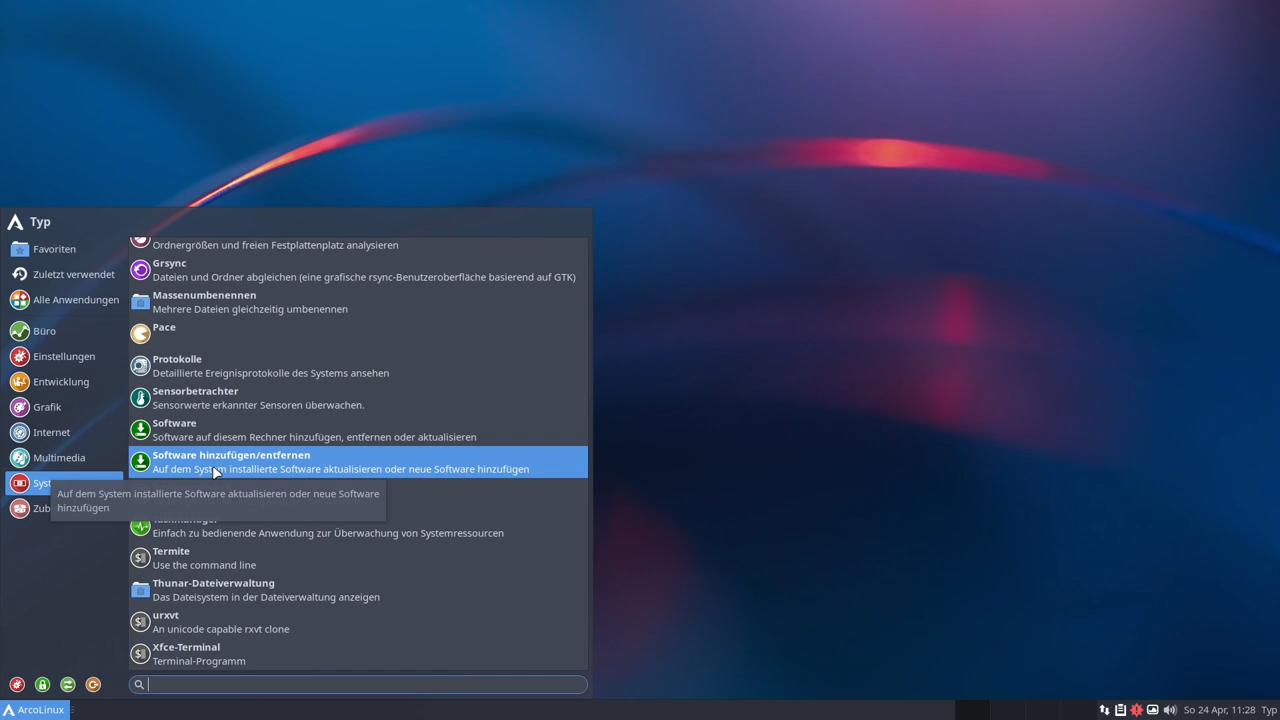 Typ
Favoriten
Zuletzt verwendet
Alle Anwendungen
Büro
Einstellungen
Entwicklung
Grafik
Internet
Multimedia
Ordnergrößen und freien Festplattenplatz analysieren
Grsync
Dateien und Ordner abgleichen (eine grafische rsync-Benutzeroberfläche basierend auf GTK)
Massenumbenennen
Mehrere Dateien gleichzeitig umbenennen
Pace
Protokolle
Detaillierte Ereignisprotokolle des Systems ansehen
Sensorbetrachter
Sensorwerte erkannter Sensoren überwachen.
Software
Software auf diesem Rechner hinzufügen, entfernen oder aktualisieren
Software hinzufügen/entfernen
Auf dem System installierte Software aktualisieren oder neue Software hinzufügen
Auf dem System installierte Software aktualisieren oder neue Software
hinzufügen
Taskmanager
Einfach zu bedienende Anwendung zur Überwachung von Systemressourcen
Termite
Use the command line
Thunar-Dateiverwaltung
Das Dateisystem in der Dateiverwaltung anzeigen
urxvt
An unicode capable rxvt clone
Xfce-Terminal
Terminal-Programm
ArcoLinux
So 24 Apr, 11:28 Typ